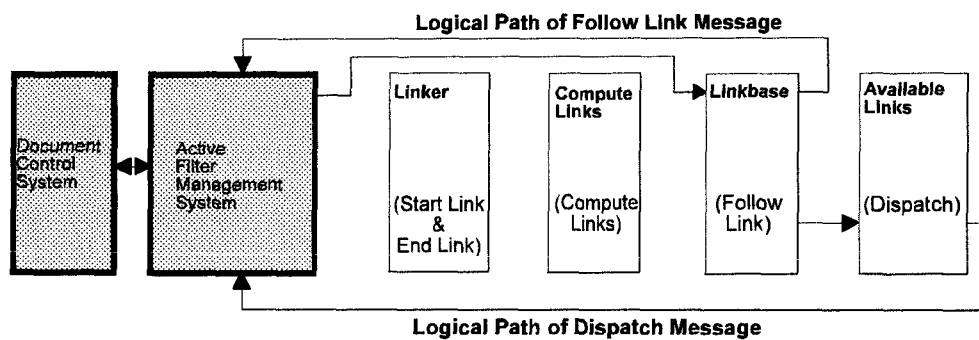 Logical Path of Follow Link Message
Document
Control
System
Active
Filter
Management
System
Linker
(Start Link
&
End Link)
Compute
Links
(Compute
Links)
Linkbase
(Follow
Link)
Available
Links
(Dispatch)
Logical Path of Dispatch Message